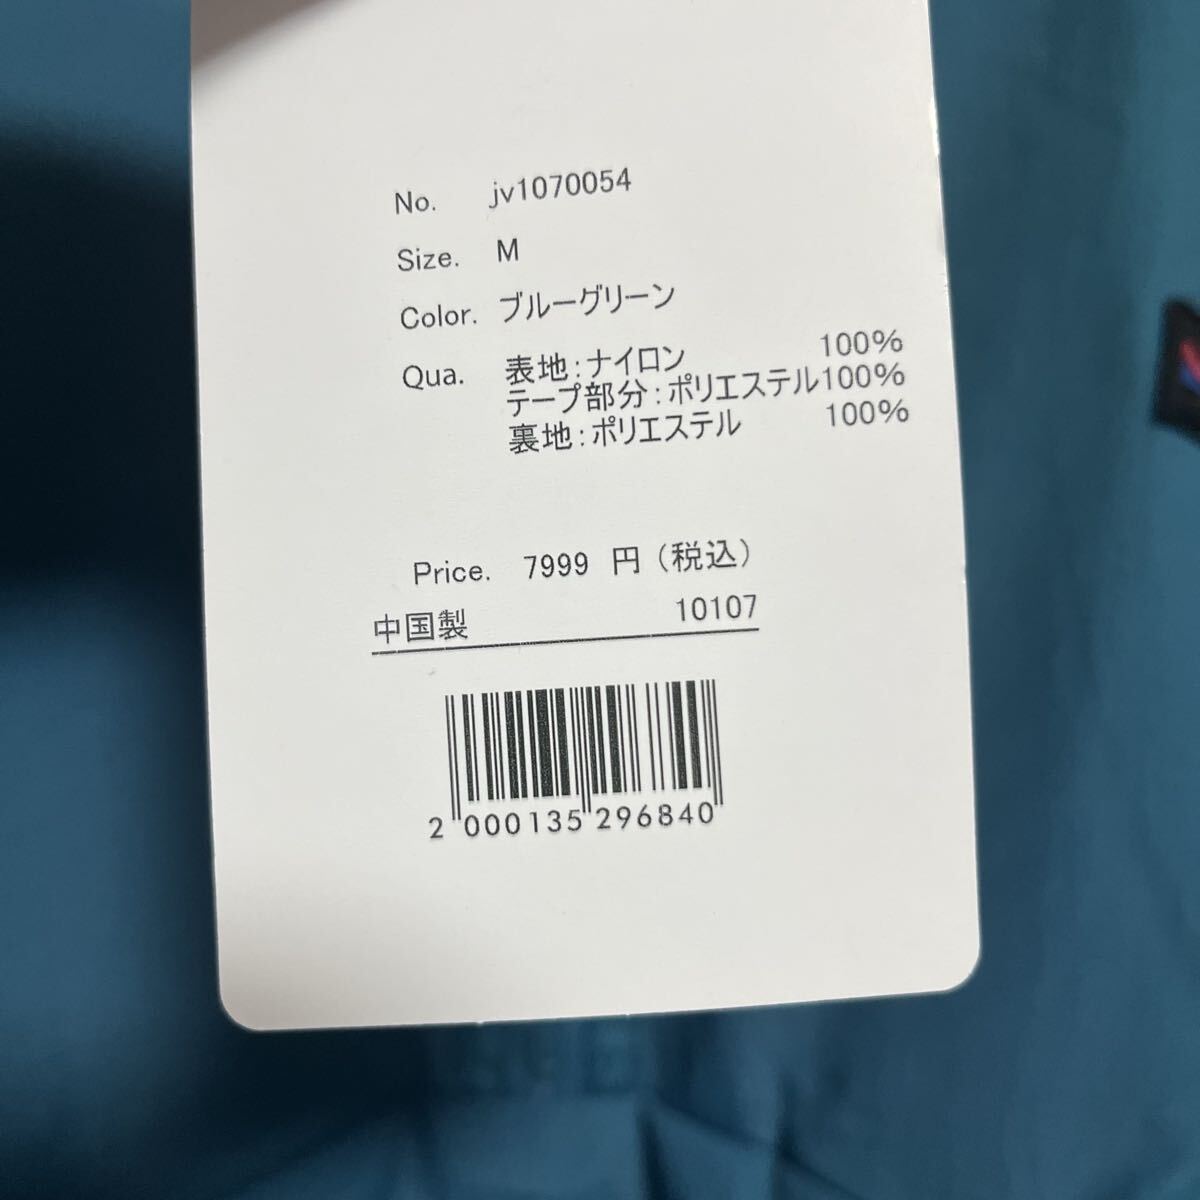 No. jv1070054
Size. M
Color. ブルーグリーン
Qua. 表地:ナイロン 100%
テープ部分:ポリエステル100%
裏地:ポリエステル 100%
Price. 7999 円(税込)
中国製 10107
2 000135 296840